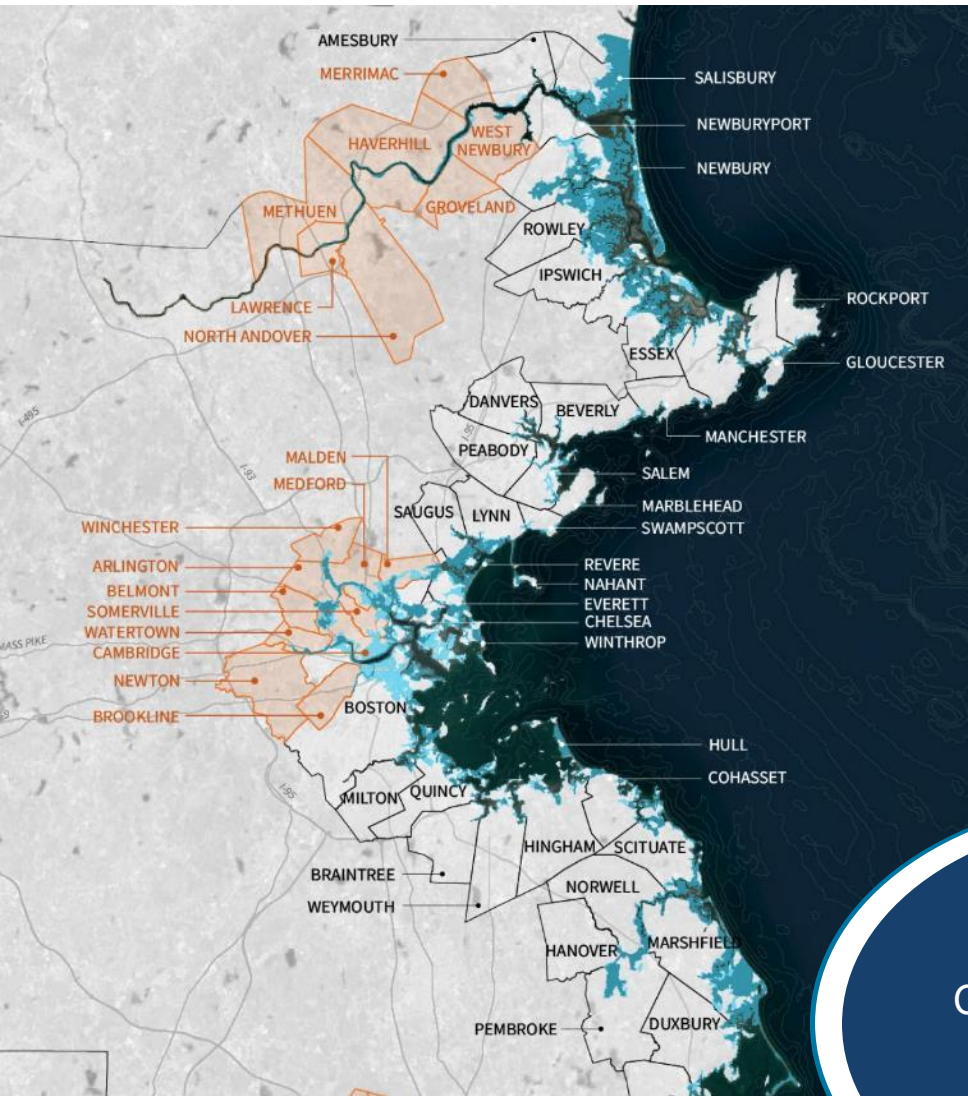 AMESBURY
MERRIMAC
SALISBURY
NEWBURYPORT
WEST
NEWBURY
HAVERHILL
NEWBURY
GROVELAND
METHUEN
ROWLEY
IPSWICH
LAWRENCE
ROCKPORT
NORTH ANDOVER
ESSEX
GLOUCESTER
DANVERS
BEVERLY
I-495
I-95
MANCHESTER
PEABODY
MALDEN
I-93
SALEM
MEDFORD
MARBLEHEAD
SAUGUS
LYNN
WINCHESTER
SWAMPSCOTT
ARLINGTON
REVERE
NAHANT
BELMONT
EVERETT
SOMERVILLE
CHELSEA
WATERTOWN
WINTHROP
MASS PIKE
CAMBRIDGE
NEWTON
BOSTON
BROOKLINE
HULL
COHASSET
I-95
MILTON
QUINCY
HINGHAM
SCITUATE
BRAINTREE
NORWELL
WEYMOUTH
HANOVER
MARSHFIELD
PEMBROKE
DUXBURY